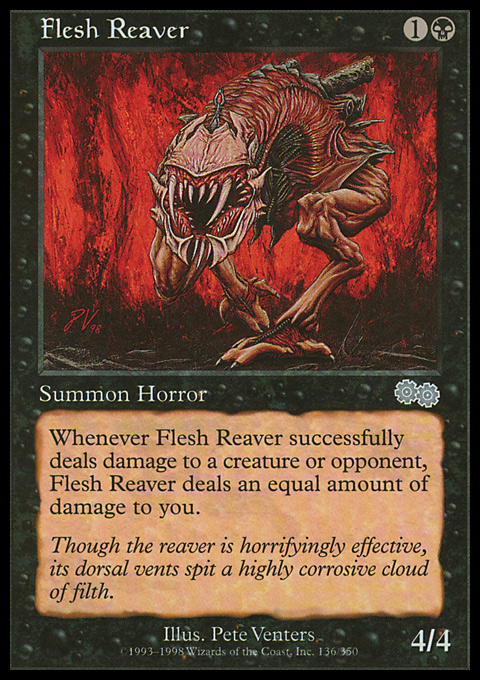 Flesh Reaver 1
PV 98
Summon Horror
Whenever Flesh Reaver successfully
deals damage to a creature or opponent,
Flesh Reaver deals an equal amount of
damage to you.
Though the reaver is horrifyingly effective,
its dorsal vents spit a highly corrosive cloud
of filth.
Illus. Pete Venters
©1993–1998 Wizards of the Coast, Inc. 136/350
4/4